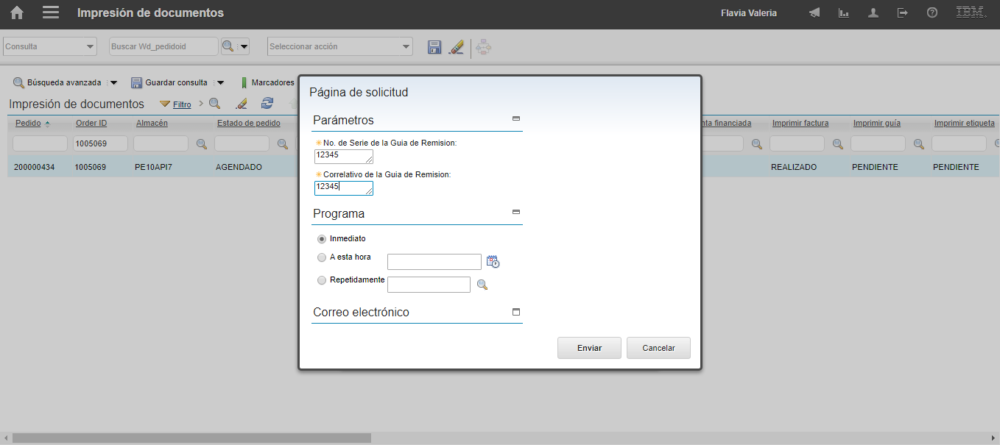 Impresión de documentos
Flavia Valeria
IBM.
Consulta
Buscar Wd_pedidoid
Seleccionar acción
Búsqueda avanzada
Guardar consulta
Marcadores
Impresión de documentos
Filtro
Pedido
Order ID
Almacén
Estado de pedido
nta financiada
Imprimir factura
Imprimir guía
Imprimir etiqueta
1005069
200000434
1005069
PE10API7
AGENDADO
REALIZADO
PENDIENTE
PENDIENTE
Página de solicitud
Parámetros
No. de Serie de la Guia de Remision:
12345
Correlativo de la Guia de Remision:
12345
Programa
Inmediato
A esta hora
Repetidamente
Correo electrónico
Enviar
Cancelar